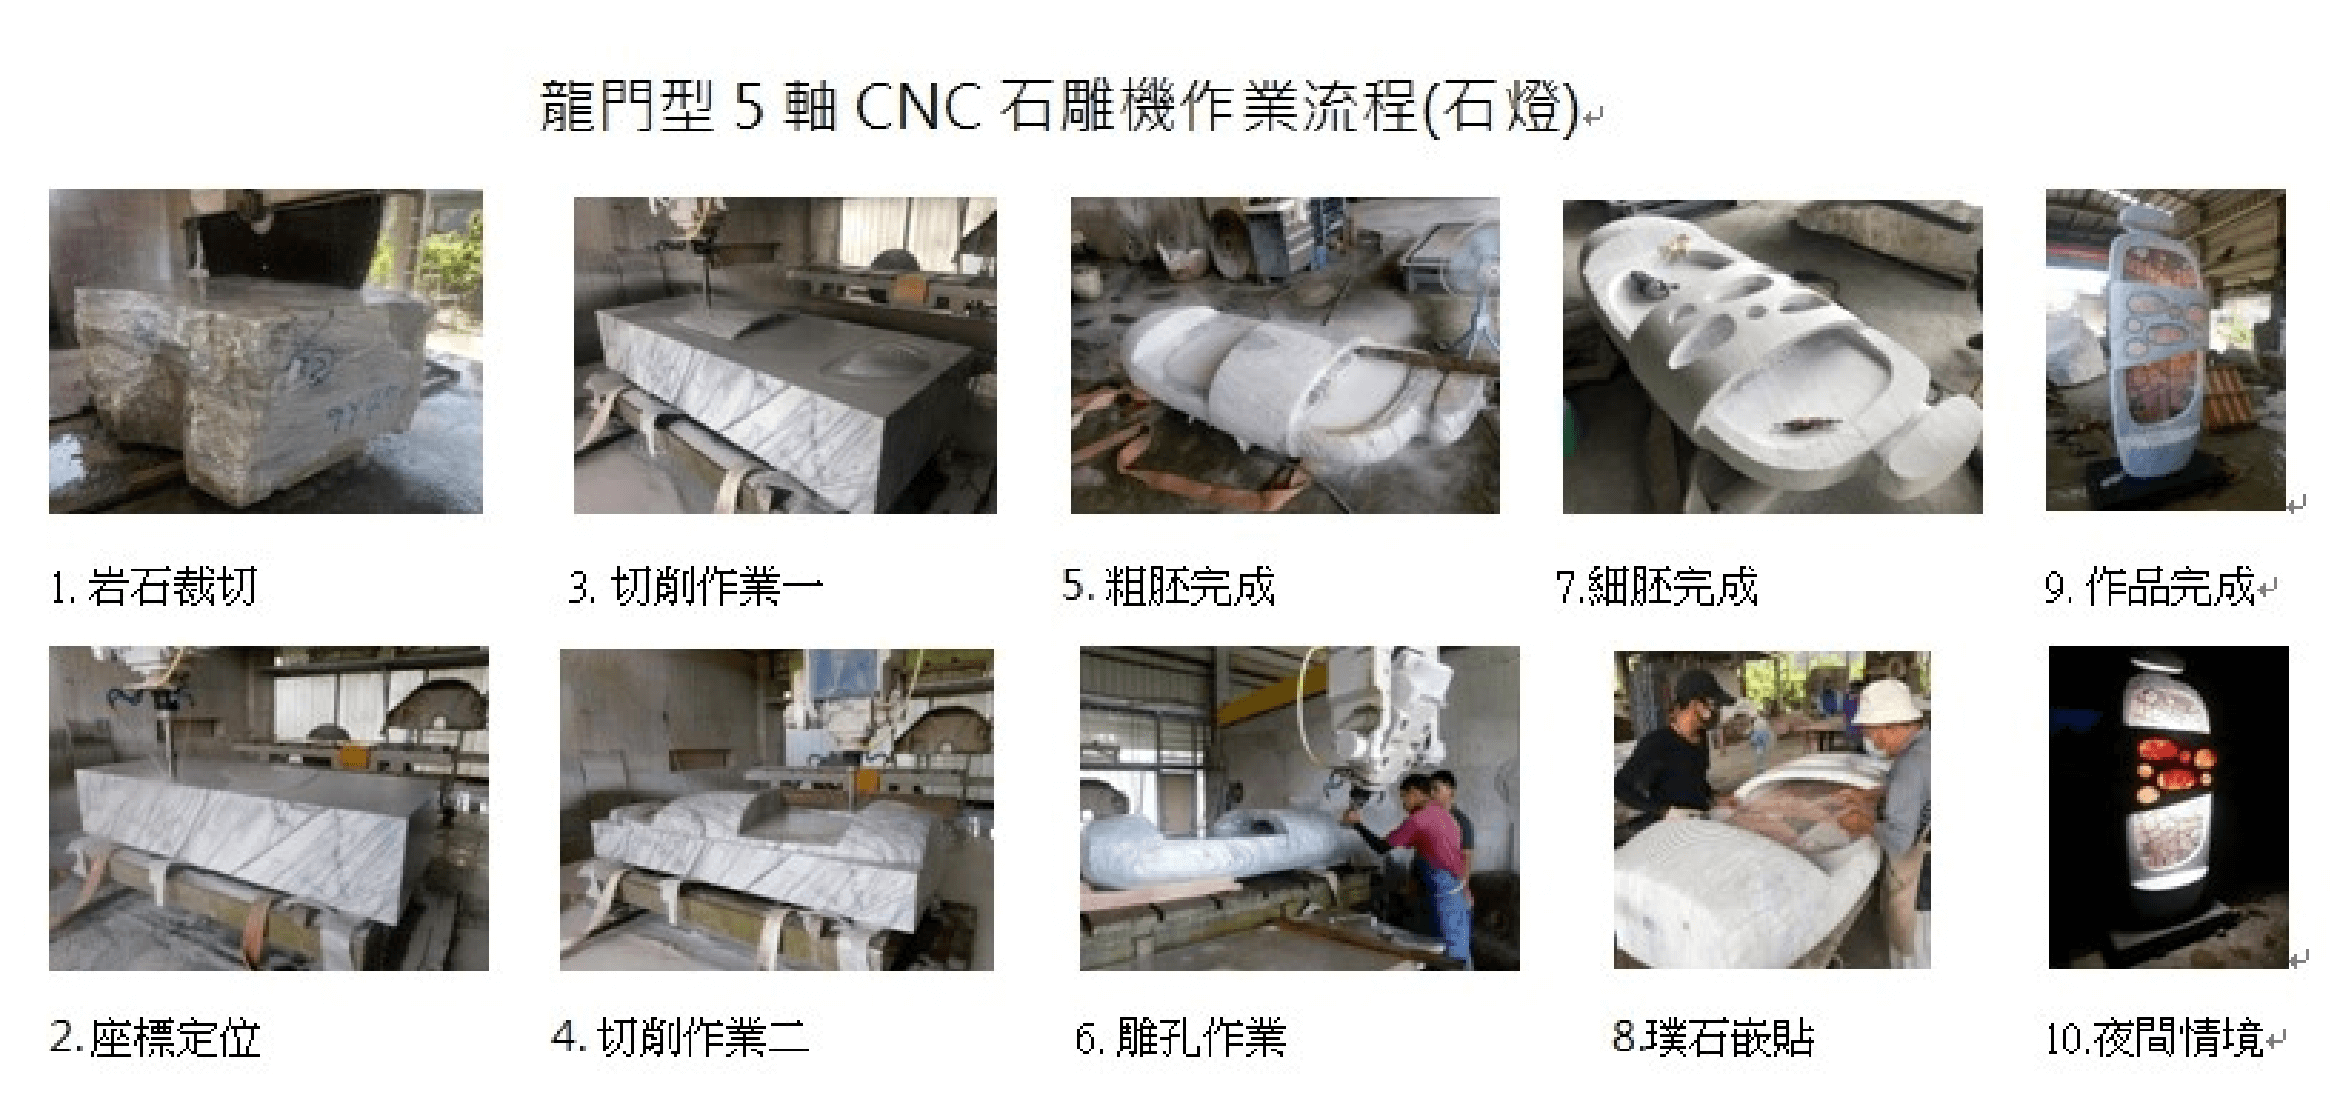 龍門型 5 軸 CNC 石雕機作業流程(石燈)
1. 岩石裁切
3. 切削作業一
5. 粗胚完成
7.細胚完成
9. 作品完成
2.座標定位
4. 切削作業二
6. 雕孔作業
8.璞石嵌貼
10.夜間情境